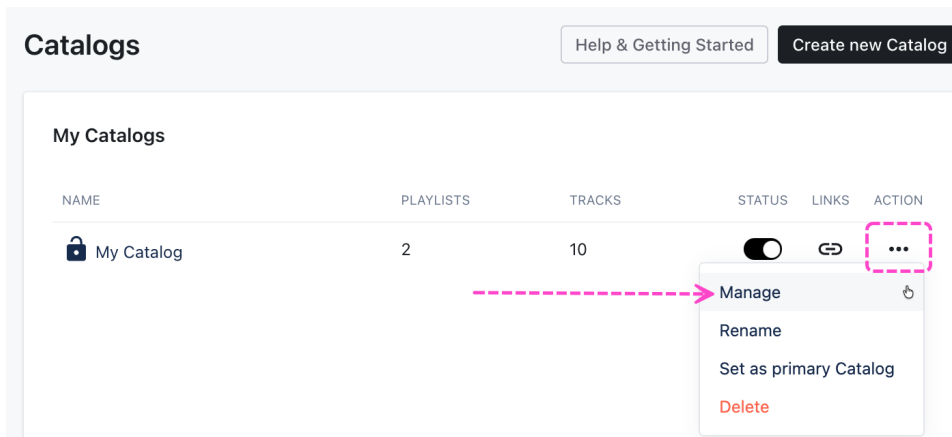 Catalogs
Help & Getting Started
Create new Catalog
My Catalogs
NAME PLAYLISTS TRACKS STATUS LINKS ACTION
My Catalog 2 10
Manage
Rename
Set as primary Catalog
Delete